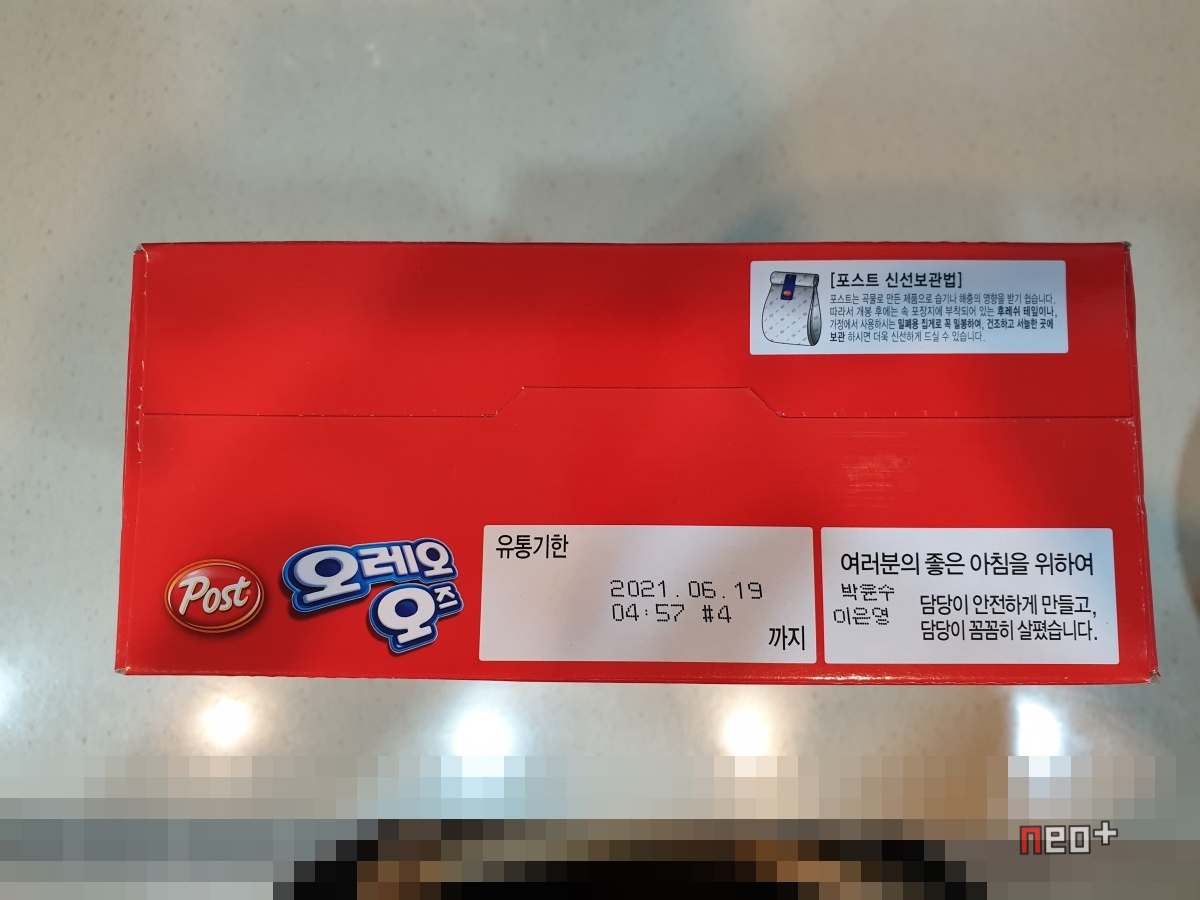 [포스트 신선보관법]
포스트는 곡물로 만든 제품으로 습기나 해충의 영향을 받기 쉽습니다.
따라서 개봉 후에는 속 포장지에 부착되어 있는 후레쉬 테일이나,
가정에서 사용하시는 밀폐용 집게로 꼭 밀봉하여, 건조하고 서늘한 곳에
보관 하시면 더욱 신선하게 드실 수 있습니다.
Post
오레오
오즈
유통기한
2021.06.19
04:57 #4
까지
여러분의 좋은 아침을 위하여
박윤수
담당이 안전하게 만들고,
이은영
담당이 꼼꼼히 살폈습니다.
neo+